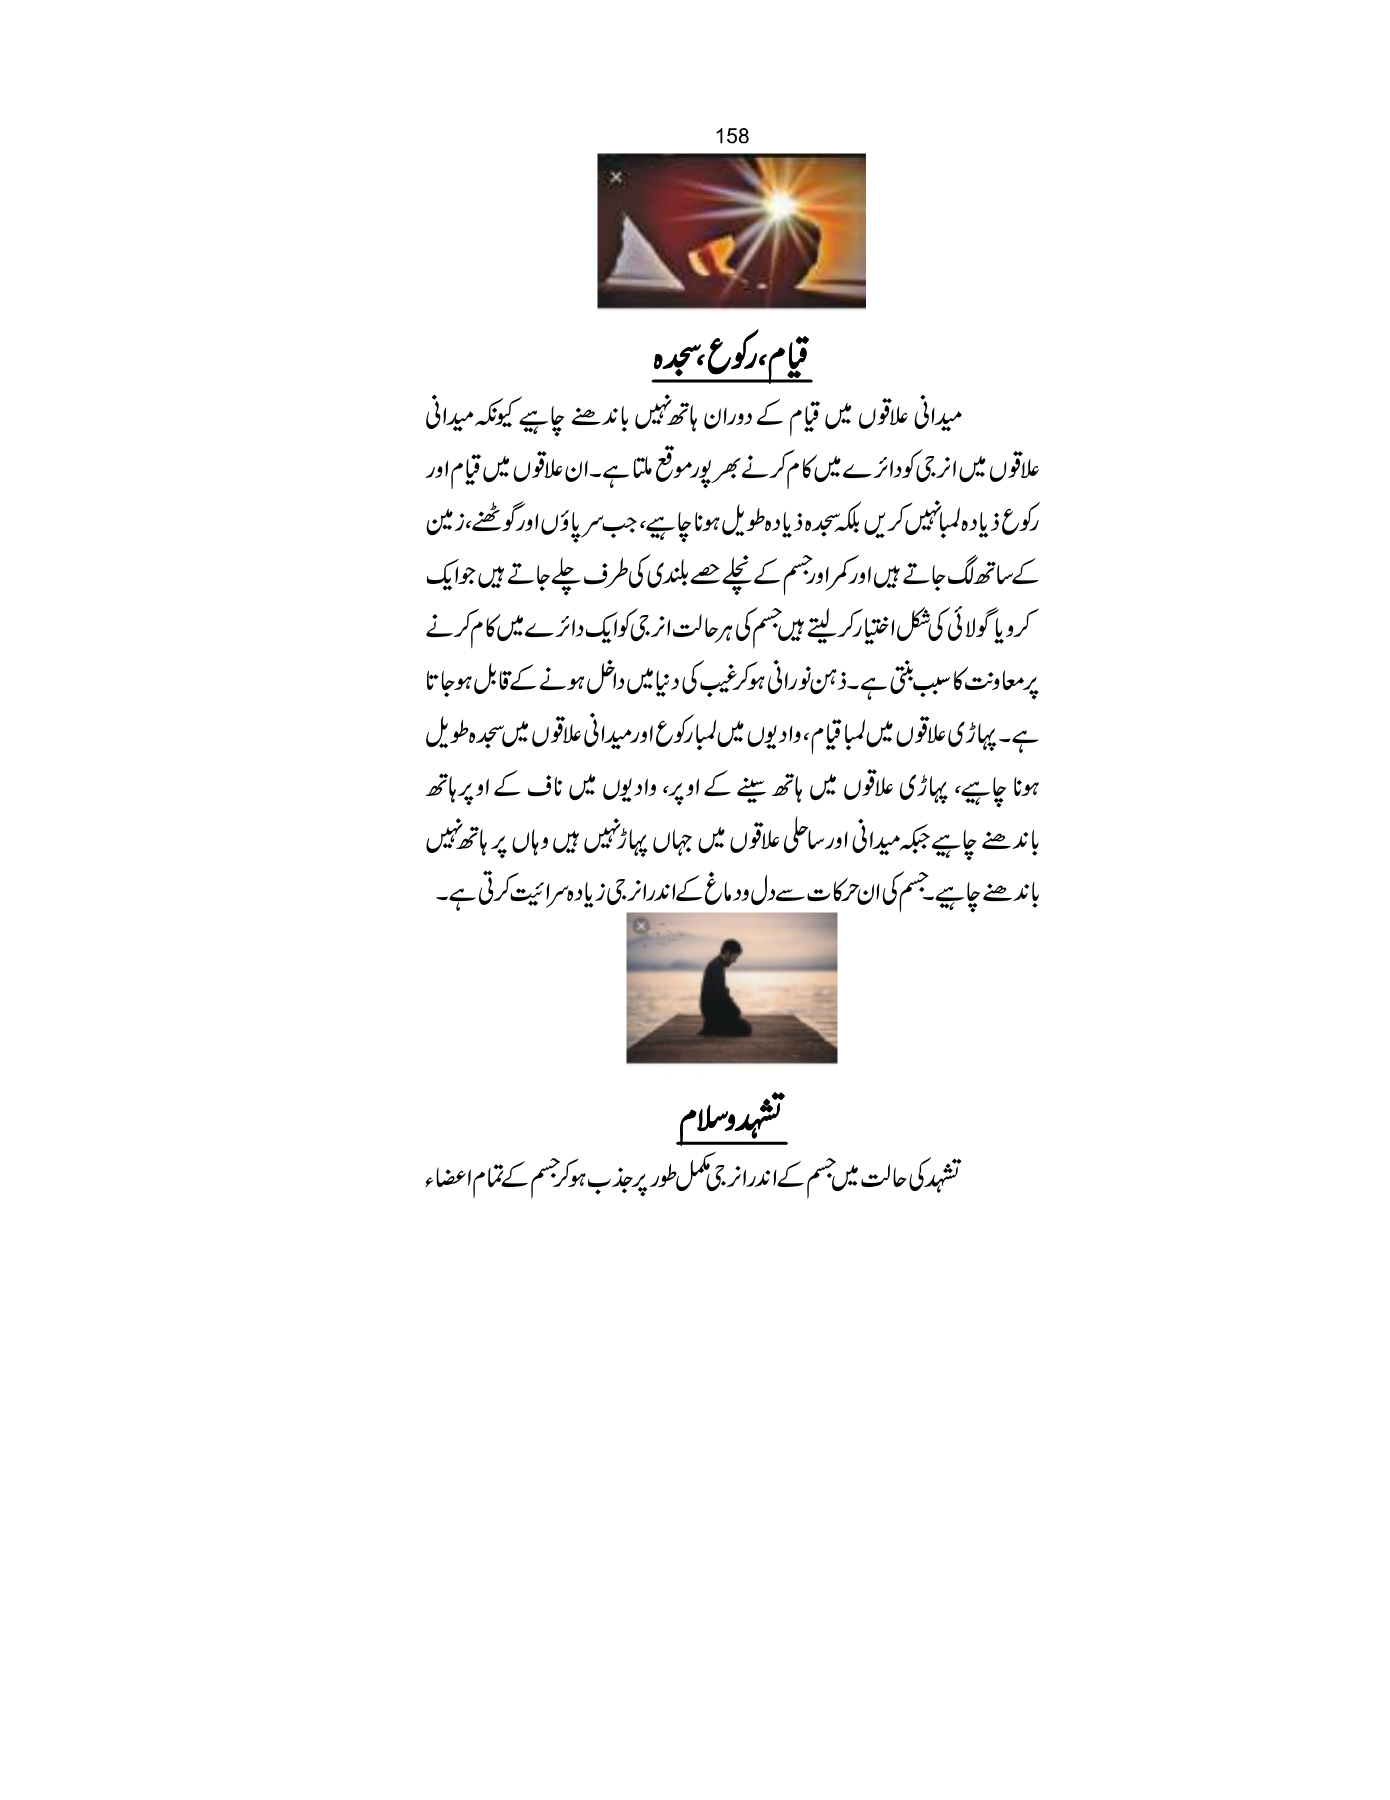 158
قیام،رکوع،سجدہ
میدانی علاقوں میں قیام کے دوران ہاتھ نہیں باندھنے چاہیے کیونکہ میدانی
علاقوں میں انرجی کو دائرے میں کام کرنے بھرپور موقع ملتا ہے۔ان علاقوں میں قیام اور
رکوع ذیادہ لمبا نہیں کریں بلکہ سجدہ ذیادہ طویل ہونا چاہیے، جب سر پاؤں اور گوٹھنے، زمین
کے ساتھ لگ جاتے ہیں اور کمر اور جسم کے نچلے حصے بلندی کی طرف چلے جاتے ہیں جو ایک
کرو یا گولائی کی شکل اختیار کر لیتے ہیں جسم کی ہر حالت انرجی کو ایک دائرے میں کام کرنے
پر معاونت کا سبب بنتی ہے۔ذہن نورانی ہو کر غیب کی دنیا میں داخل ہونے کے قابل ہو جاتا
ہے۔ پہاڑی علاقوں میں لمبا قیام، وادیوں میں لمبا رکوع اور میدانی علاقوں میں سجدہ طویل
ہونا چاہیے، پہاڑی علاقوں میں ہاتھ سینے کے اوپر، وادیوں میں ناف کے اوپر ہاتھ
باندھنے چاہیے جبکہ میدانی اور ساحلی علاقوں میں جہاں پہاڑ نہیں ہیں وہاں پر ہاتھ نہیں
باندھنے چاہیے۔جسم کی ان حرکات سے دل و دماغ کے اندر انرجی زیادہ سرائیت کرتی ہے۔
تشہد و سلام
تشہد کی حالت میں جسم کے اندر انرجی مکمل طور پر جذب ہو کر جسم کے تمام اعضاء